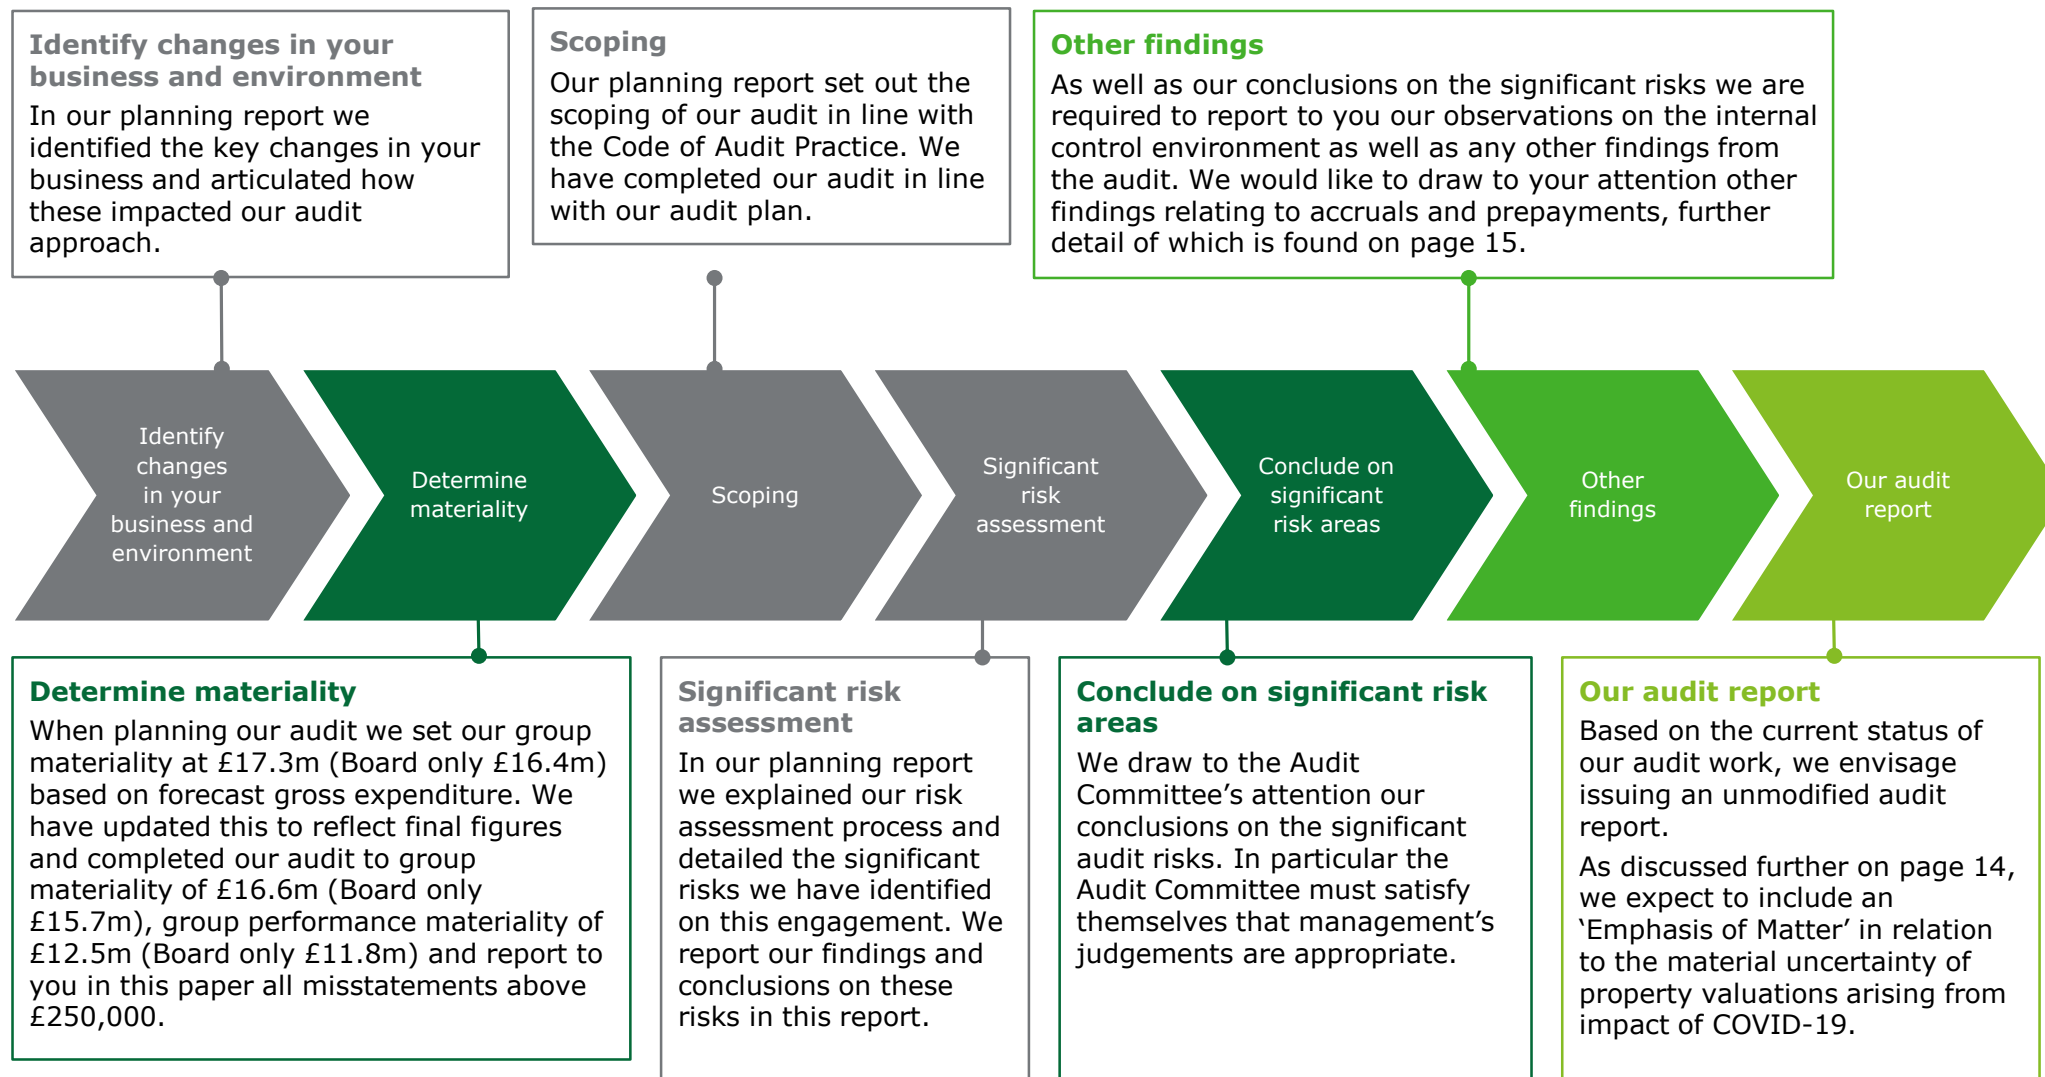 Identify changes in your
business and environment
In our planning report we
identified the key changes in your
business and articulated how
these impacted our audit
approach.
Scoping
Our planning report set out the
scoping of our audit in line with
the Code of Audit Practice. We
have completed our audit in line
with our audit plan.
Other findings
As well as our conclusions on the significant risks we are
required to report to you our observations on the internal
control environment as well as any other findings from
the audit. We would like to draw to your attention other
findings relating to accruals and prepayments, further
detail of which is found on page 15.
Identify
changes
in your
business and
environment
Determine
materiality
Scoping
Significant
risk
assessment
Conclude on
significant
risk areas
Other
findings
Our audit
report
Determine materiality
When planning our audit we set our group
materiality at £17.3m (Board only £16.4m)
based on forecast gross expenditure. We
have updated this to reflect final figures
and completed our audit to group
materiality of £16.6m (Board only
£15.7m), group performance materiality of
£12.5m (Board only £11.8m) and report to
you in this paper all misstatements above
£250,000.
Significant risk
assessment
In our planning report
we explained our risk
assessment process and
detailed the significant
risks we have identified
on this engagement. We
report our findings and
conclusions on these
risks in this report.
Conclude on significant risk
areas
We draw to the Audit
Committee’s attention our
conclusions on the significant
audit risks. In particular the
Audit Committee must satisfy
themselves that management’s
judgements are appropriate.
Our audit report
Based on the current status of
our audit work, we envisage
issuing an unmodified audit
report.
As discussed further on page 14,
we expect to include an
‘Emphasis of Matter’ in relation
to the material uncertainty of
property valuations arising from
impact of COVID-19.